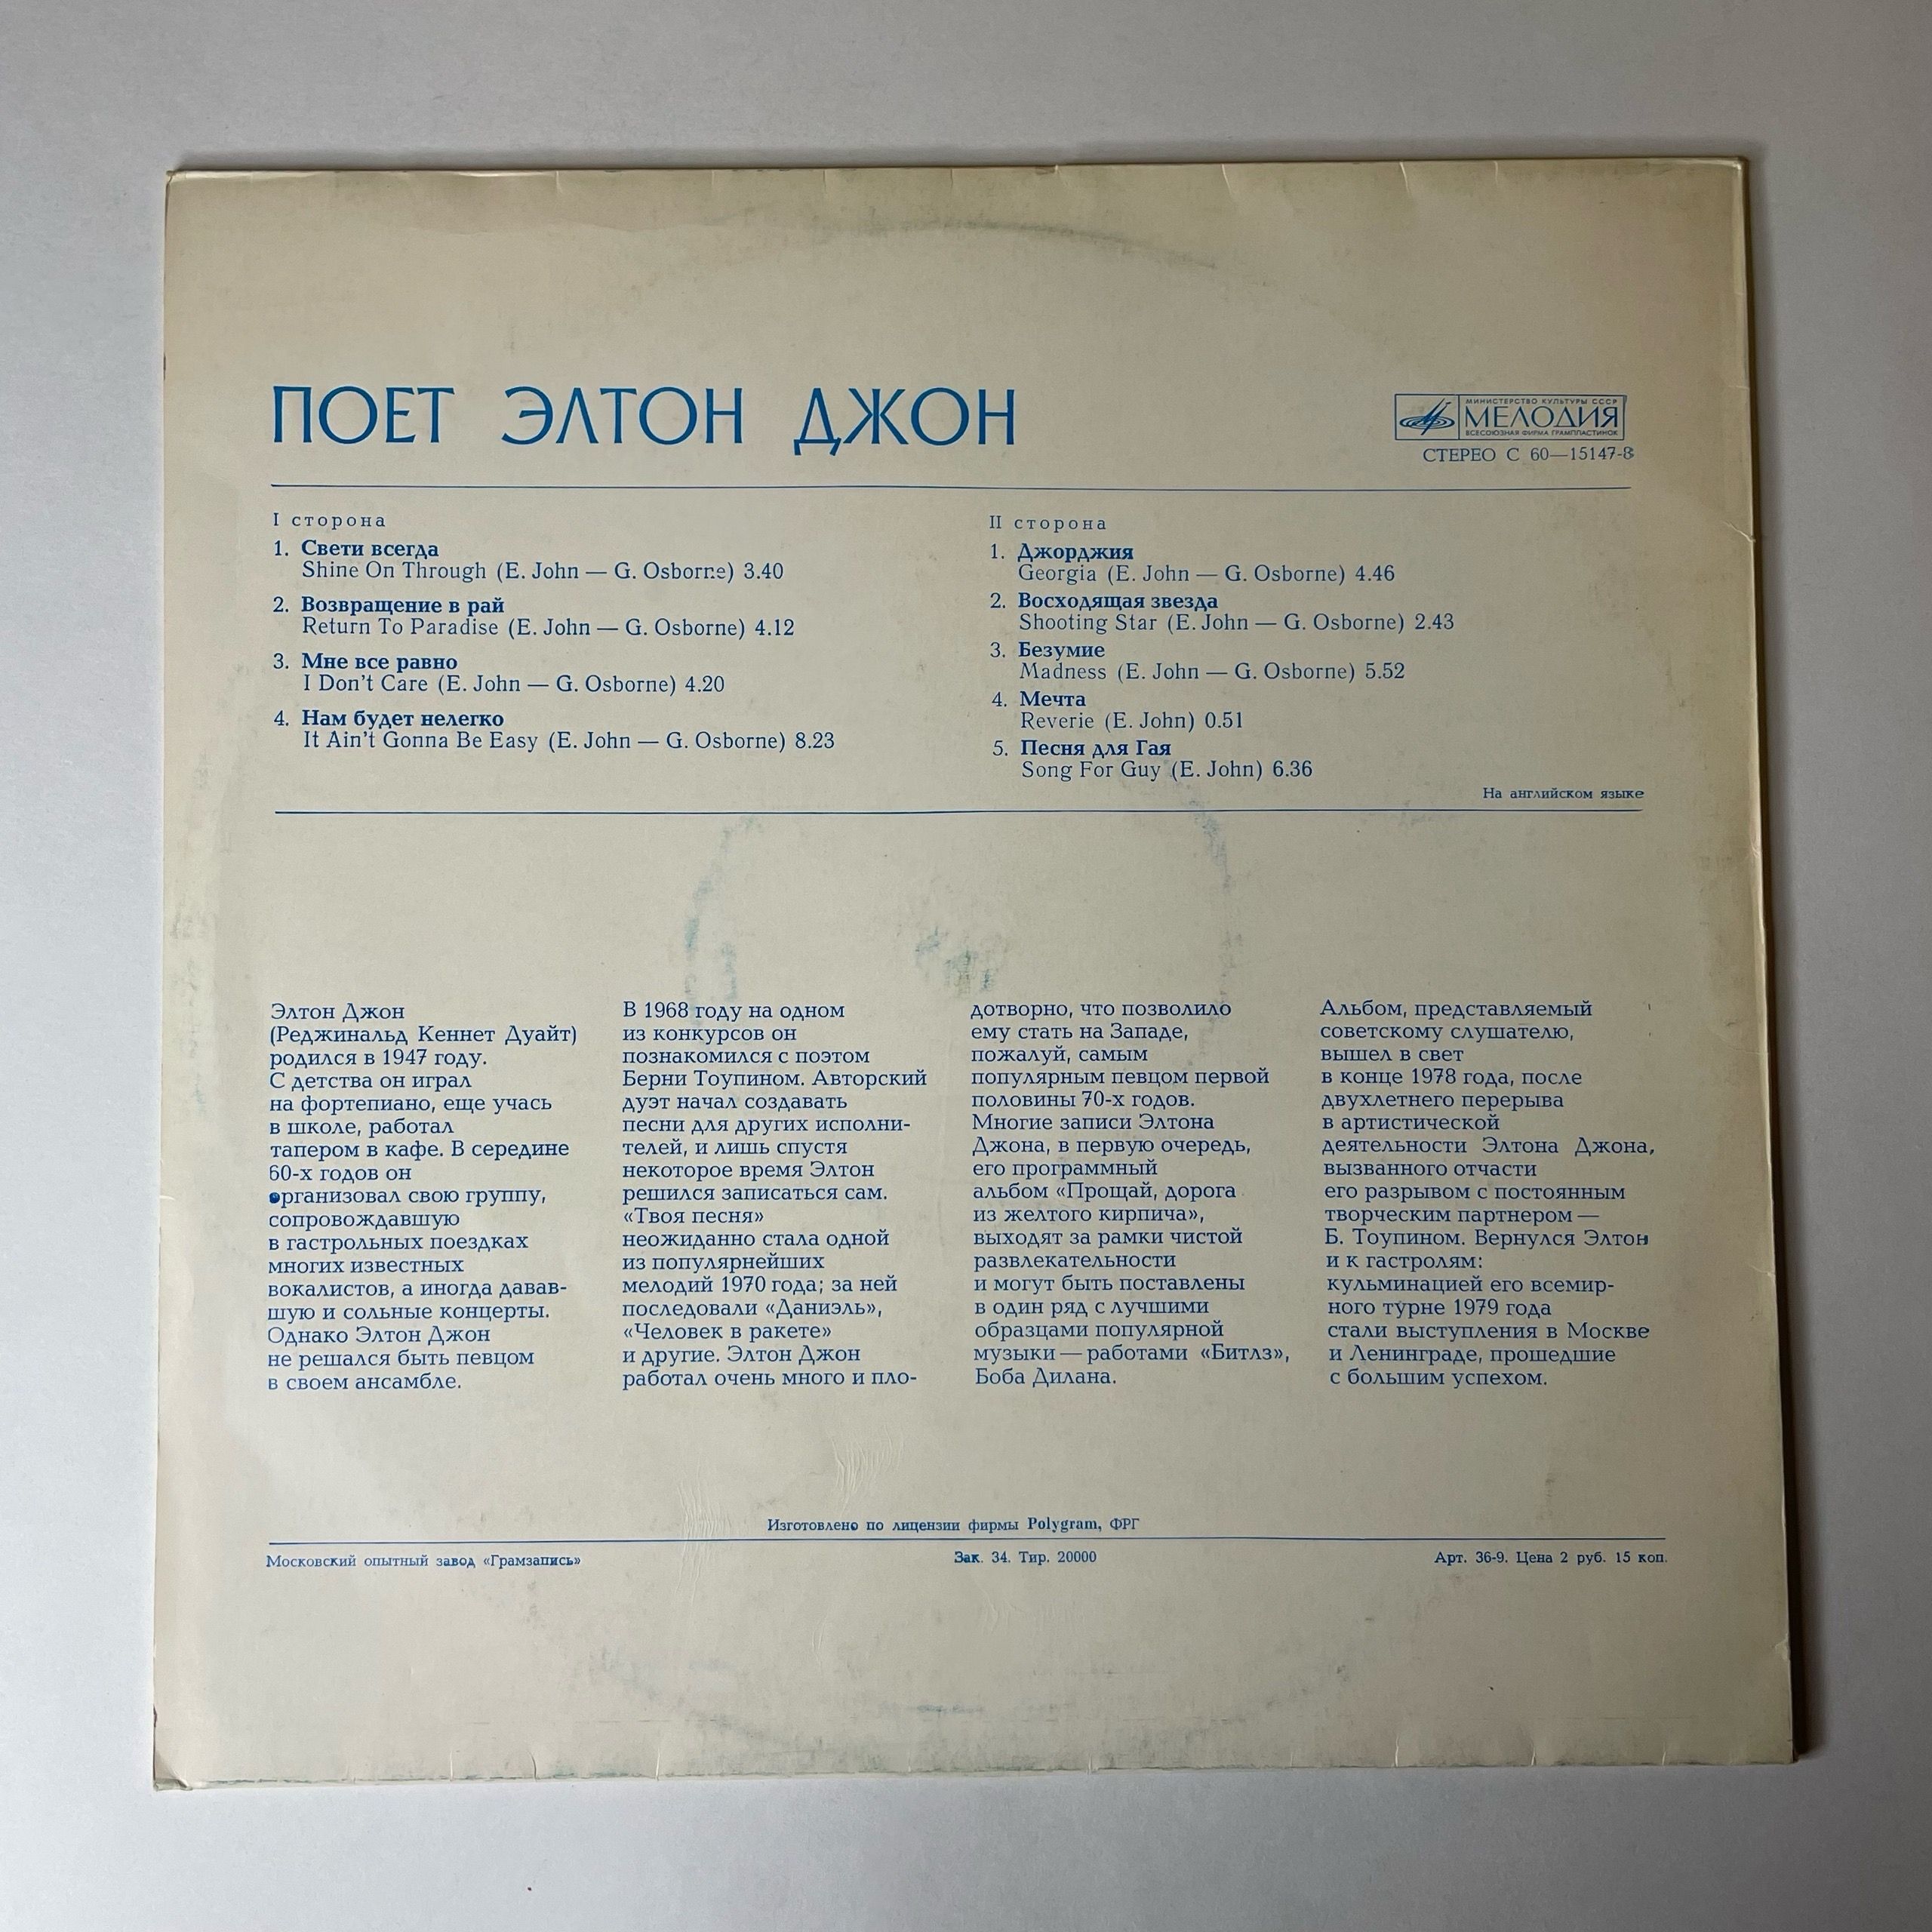 ПОЕТ ЭЛТОН ДЖОН
МИНИСТЕРСТВО КУЛЬТУРЫ СССР
МЕЛОДИЯ
ВСЕСОЮЗНАЯ ФИРМА ГРАМПЛАСТИНОК
СТЕРЕО С 60—15147-8
I сторона
1. Свети всегда
Shine On Through (E. John — G. Osborne) 3.40
2. Возвращение в рай
Return To Paradise (E. John — G. Osborne) 4.12
3. Мне все равно
I Don't Care (E. John — G. Osborne) 4.20
4. Нам будет нелегко
It Ain't Gonna Be Easy (E. John — G. Osborne) 8.23
II сторона
1. Джорджия
Georgia (E. John — G. Osborne) 4.46
2. Восходящая звезда
Shooting Star (E. John — G. Osborne) 2.43
3. Безумие
Madness (E. John — G. Osborne) 5.52
4. Мечта
Reverie (E. John) 0.51
5. Песня для Гая
Song For Guy (E. John) 6.36
На английском языке
Элтон Джон
(Реджинальд Кеннет Дуайт)
родился в 1947 году.
С детства он играл
на фортепиано, еще учась
в школе, работал
тапером в кафе. В середине
60-х годов он
организовал свою группу,
сопровождавшую
в гастрольных поездках
многих известных
вокалистов, а иногда давав-
шую и сольные концерты.
Однако Элтон Джон
не решался быть певцом
в своем ансамбле.
В 1968 году на одном
из конкурсов он
познакомился с поэтом
Берни Тоупином. Авторский
дуэт начал создавать
песни для других исполни-
телей, и лишь спустя
некоторое время Элтон
решился записаться сам.
«Твоя песня»
неожиданно стала одной
из популярнейших
мелодий 1970 года; за ней
последовали «Даниэль»,
«Человек в ракете»
и другие. Элтон Джон
работал очень много и пло-
дотворно, что позволило
ему стать на Западе,
пожалуй, самым
популярным певцом первой
половины 70-х годов.
Многие записи Элтона
Джона, в первую очередь,
его программный
альбом «Прощай, дорога
из желтого кирпича»,
выходят за рамки чистой
развлекательности
и могут быть поставлены
в один ряд с лучшими
образцами популярной
музыки — работами «Битлз»,
Боба Дилана.
Альбом, представляемый
советскому слушателю,
вышел в свет
в конце 1978 года, после
двухлетнего перерыва
в артистической
деятельности Элтона Джона,
вызванного отчасти
его разрывом с постоянным
творческим партнером —
Б. Тоупином. Вернулся Элтон
и к гастролям:
кульминацией его всемир-
ного турне 1979 года
стали выступления в Москве
и Ленинграде, прошедшие
с большим успехом.
Изготовлено по лицензии фирмы Polygram, ФРГ
Московский опытный завод «Грамзапись»
Зак. 34. Тир. 20000
Арт. 36-9. Цена 2 руб. 15 коп.